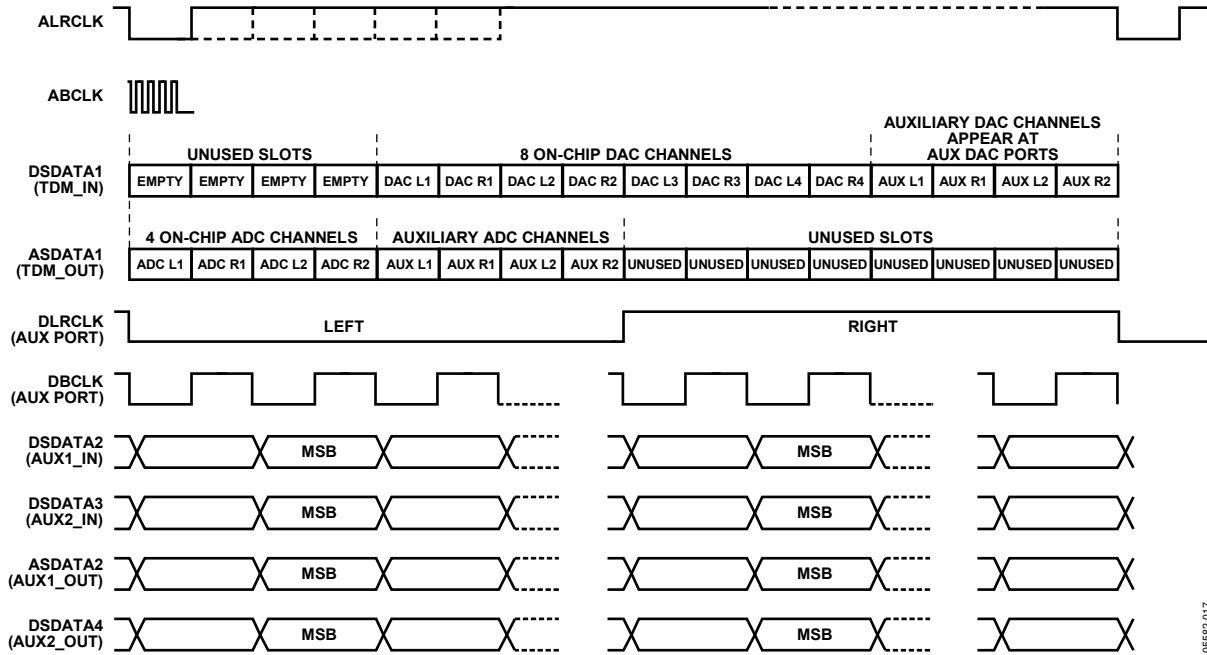 ALRCLK
ABCLK
AUXILIARY DAC CHANNELS
APPEAR AT
AUX DAC PORTS
UNUSED SLOTS
8 ON-CHIP DAC CHANNELS
DSDATA1
(TDM_IN)
EMPTY EMPTY EMPTY EMPTY DAC L1 DAC R1 DAC L2 DAC R2 DAC L3 DAC R3 DAC L4 DAC R4 AUX L1 AUX R1 AUX L2 AUX R2
4 ON-CHIP ADC CHANNELS
AUXILIARY ADC CHANNELS
UNUSED SLOTS
ASDATA1
(TDM_OUT)
ADC L1 ADC R1 ADC L2 ADC R2 AUX L1 AUX R1 AUX L2 AUX R2 UNUSED UNUSED UNUSED UNUSED UNUSED UNUSED UNUSED UNUSED
DLRCLK
(AUX PORT)
LEFT
RIGHT
DBCLK
(AUX PORT)
DSDATA2
(AUX1_IN)
MSB
MSB
DSDATA3
(AUX2_IN)
MSB
MSB
ASDATA2
(AUX1_OUT)
MSB
MSB
DSDATA4
(AUX2_OUT)
MSB
MSB
05582-017